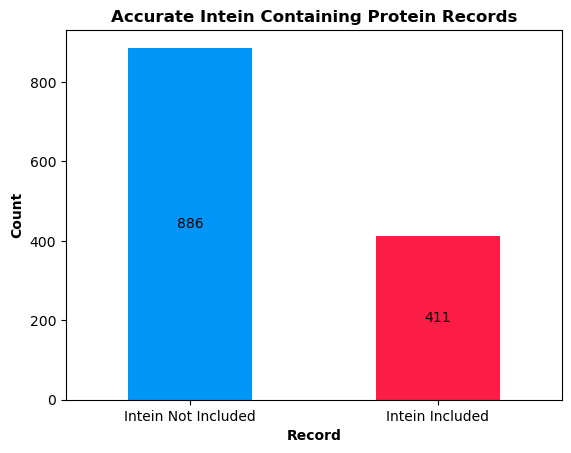 Accurate Intein Containing Protein Records
Count
800
600
400
200
0
886
411
Intein Not Included
Intein Included
Record